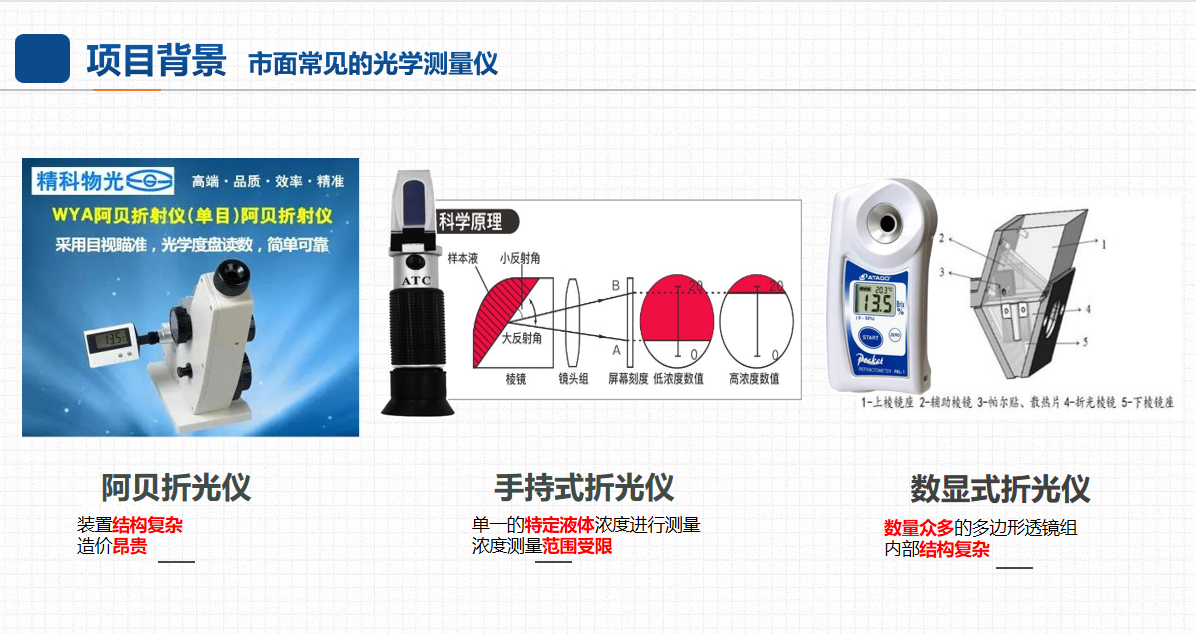 项目背景 市面常见的光学测量仪
精科物光
高端·品质·效率·精准
WYA阿贝折射仪(单目)阿贝折射仪
采用目视瞄准，光学度盘读数，简单可靠
13.5
ATC
科学原理
样本液
小反射角
大反射角
B
A
20
0
20
0
棱镜
镜头组
屏幕刻度
低浓度数值
高浓度数值
ATAGO
20.3℃
13.5
Brix
%
START
ZERO
Pocket
REFRACTOMETER PAL-1
1
2
3
4
5
1-上棱镜座 2-辅助棱镜 3-帕尔贴、散热片 4-折光棱镜 5-下棱镜座
阿贝折光仪
装置结构复杂
造价昂贵
手持式折光仪
单一的特定液体浓度进行测量
浓度测量范围受限
数显式折光仪
数量众多的多边形透镜组
内部结构复杂